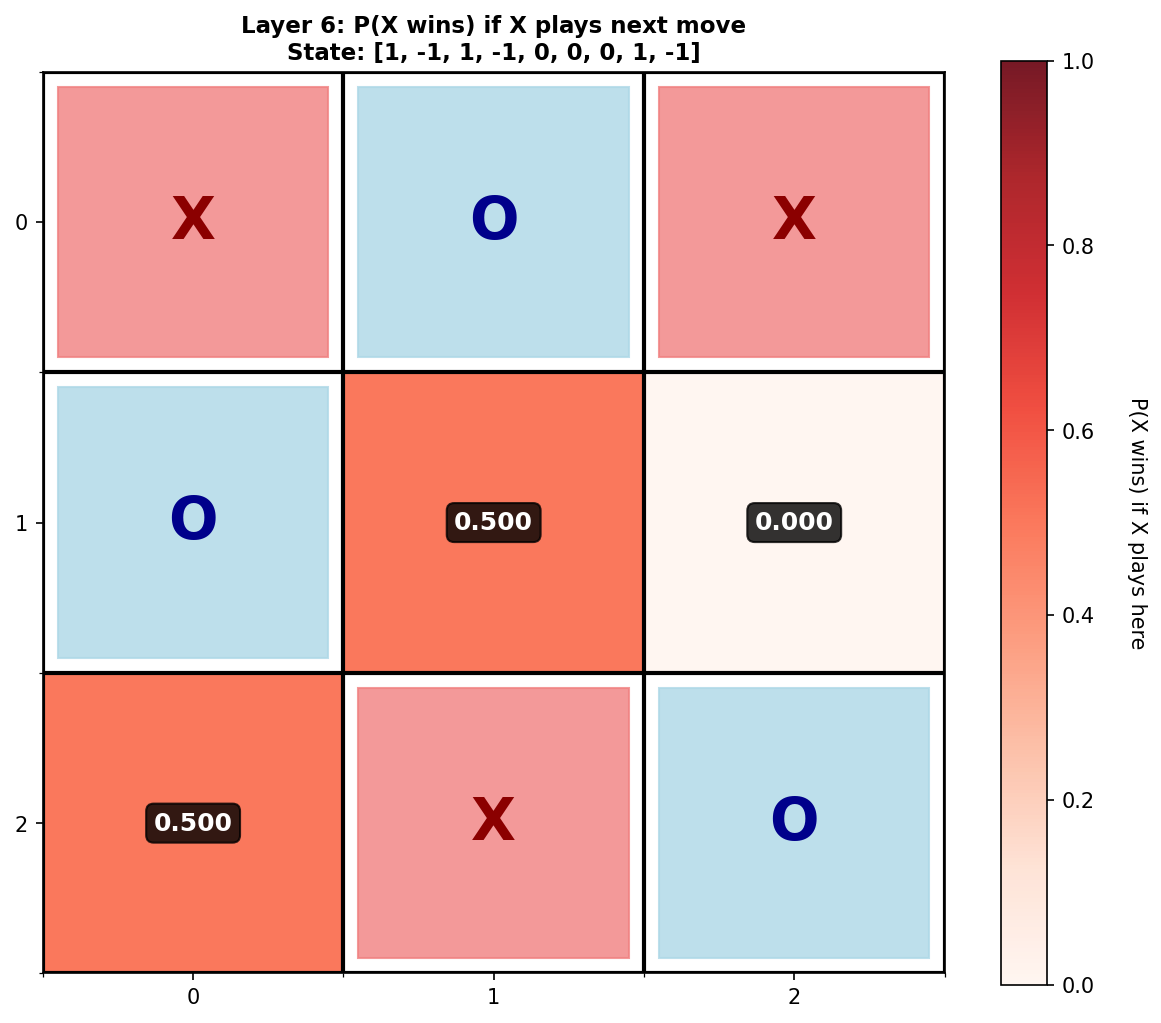 Layer 6: P(X wins) if X plays next move
State: [1, -1, 1, -1, 0, 0, 0, 1, -1]
1.0
0.8
0.6
0.4
0.2
0.0
P(X wins) if X plays here
0
X
O
X
1
O
0.500
0.000
2
0.500
X
O
0
1
2